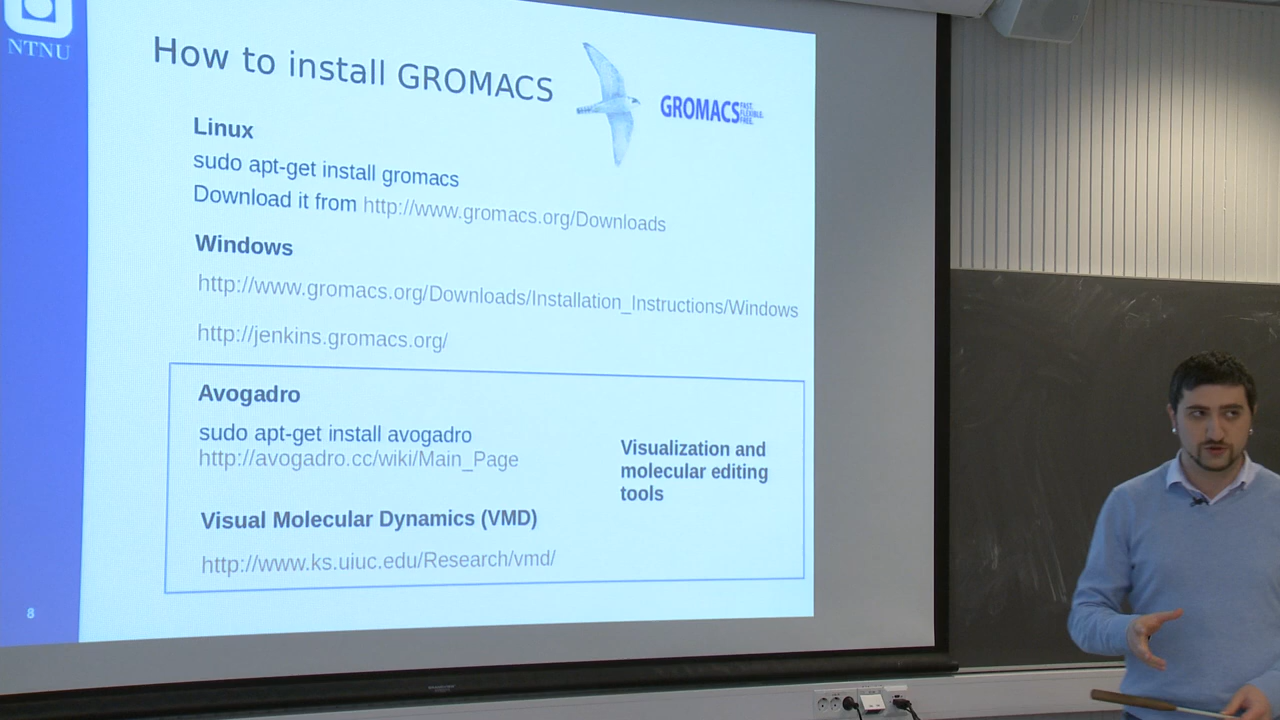 NTNU
How to install GROMACS
GROMACS FAST. FLEXIBLE. FREE.
Linux
sudo apt-get install gromacs
Download it from http://www.gromacs.org/Downloads
Windows
http://www.gromacs.org/Downloads/Installation_Instructions/Windows
http://jenkins.gromacs.org/
Avogadro
sudo apt-get install avogadro
http://avogadro.cc/wiki/Main_Page
Visualization and
molecular editing
tools
Visual Molecular Dynamics (VMD)
http://www.ks.uiuc.edu/Research/vmd/
8